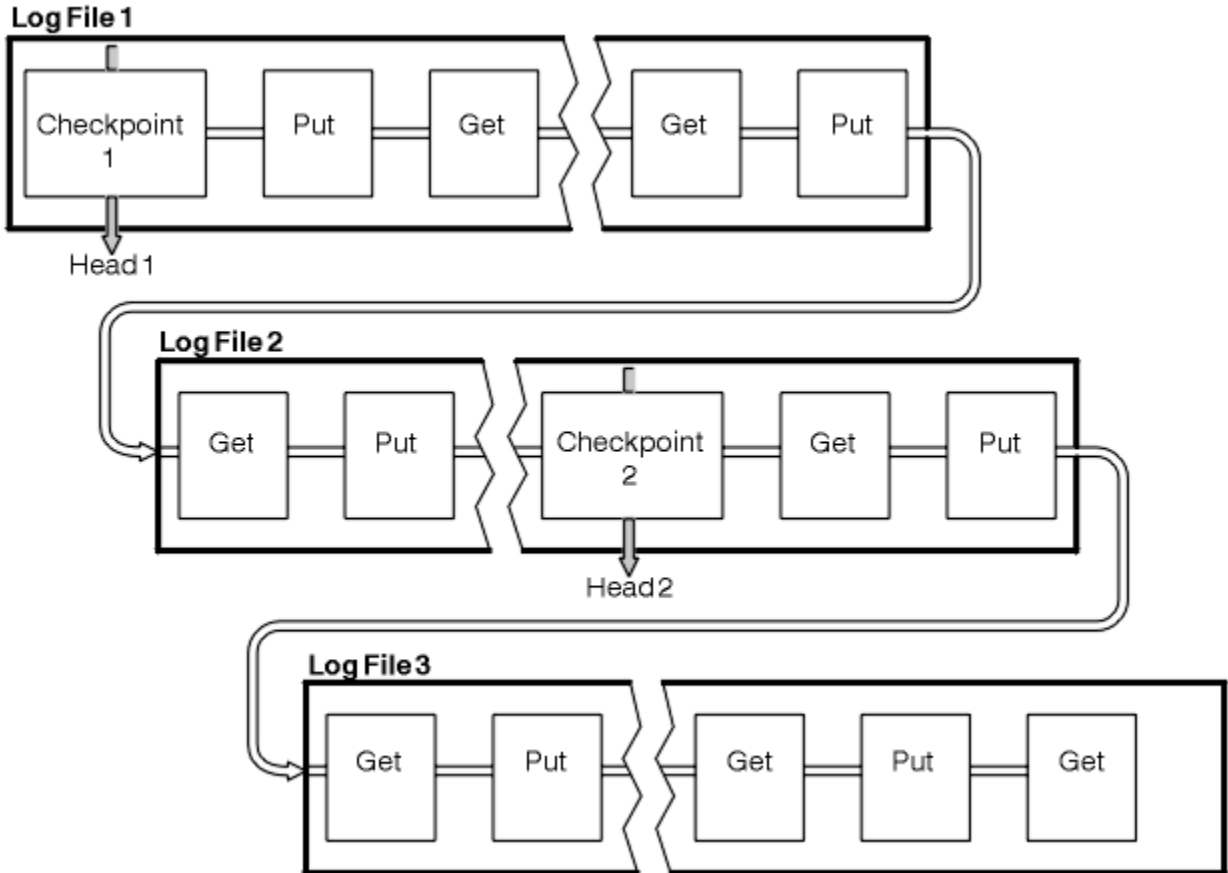 Log File 1
Checkpoint
1
Put
Get
Get
Put
Head 1
Log File 2
Get
Put
Checkpoint
2
Get
Put
Head 2
Log File 3
Get
Put
Get
Put
Get